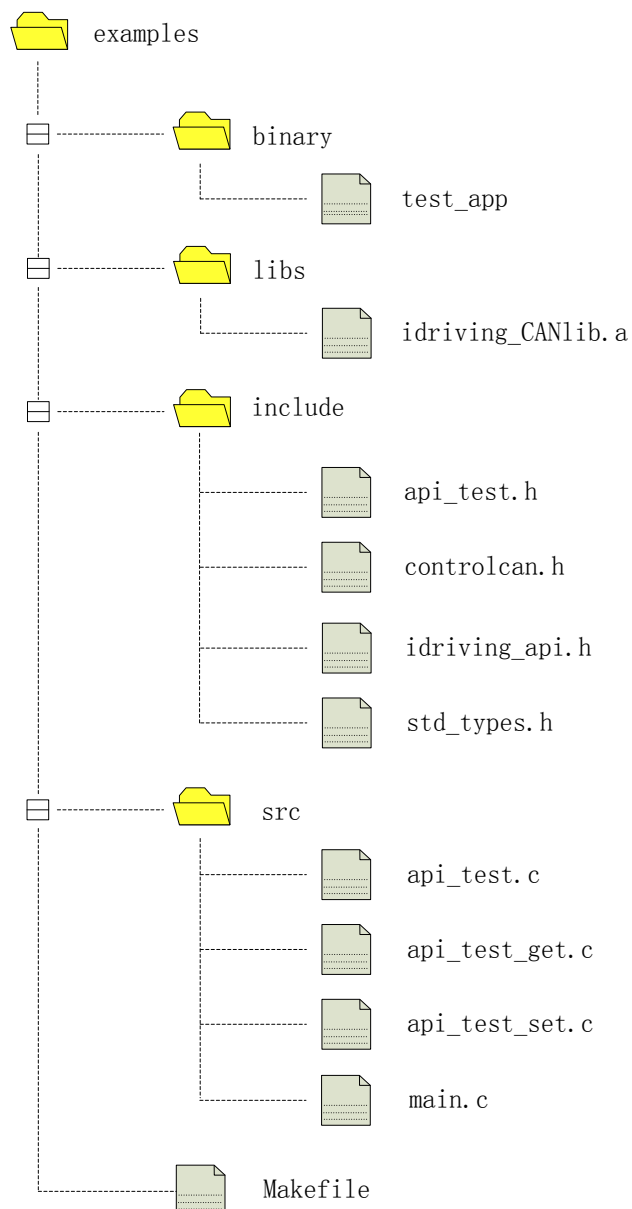 examples
binary
test_app
libs
idriving_CANlib.a
include
api_test.h
controlcan.h
idriving_api.h
std_types.h
src
api_test.c
api_test_get.c
api_test_set.c
main.c
Makefile